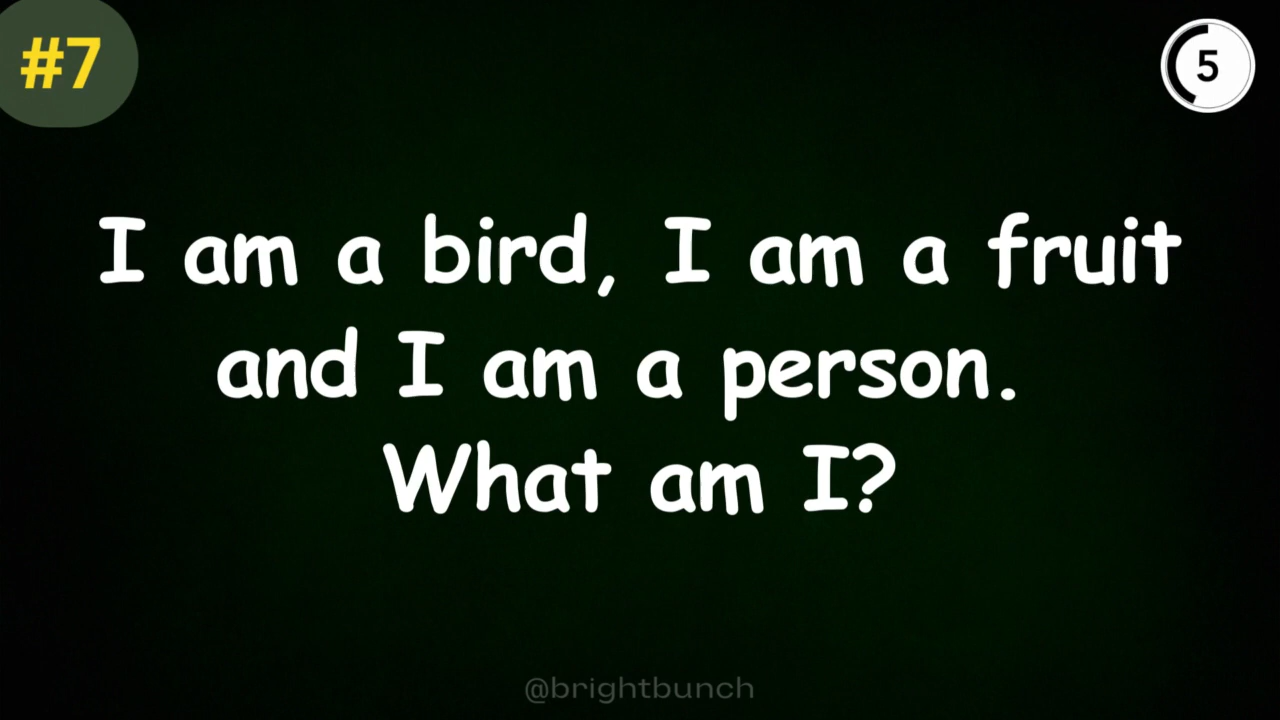 #7
5
I am a bird, I am a fruit
and I am a person.
What am I?
@brightbunch